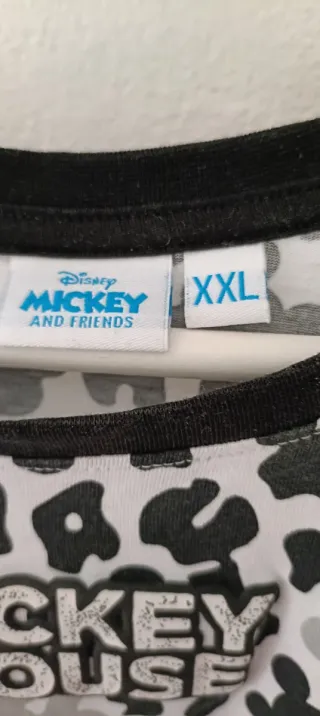 Disney
MICKEY
AND FRIENDS
XXL
CKEY
OUSE